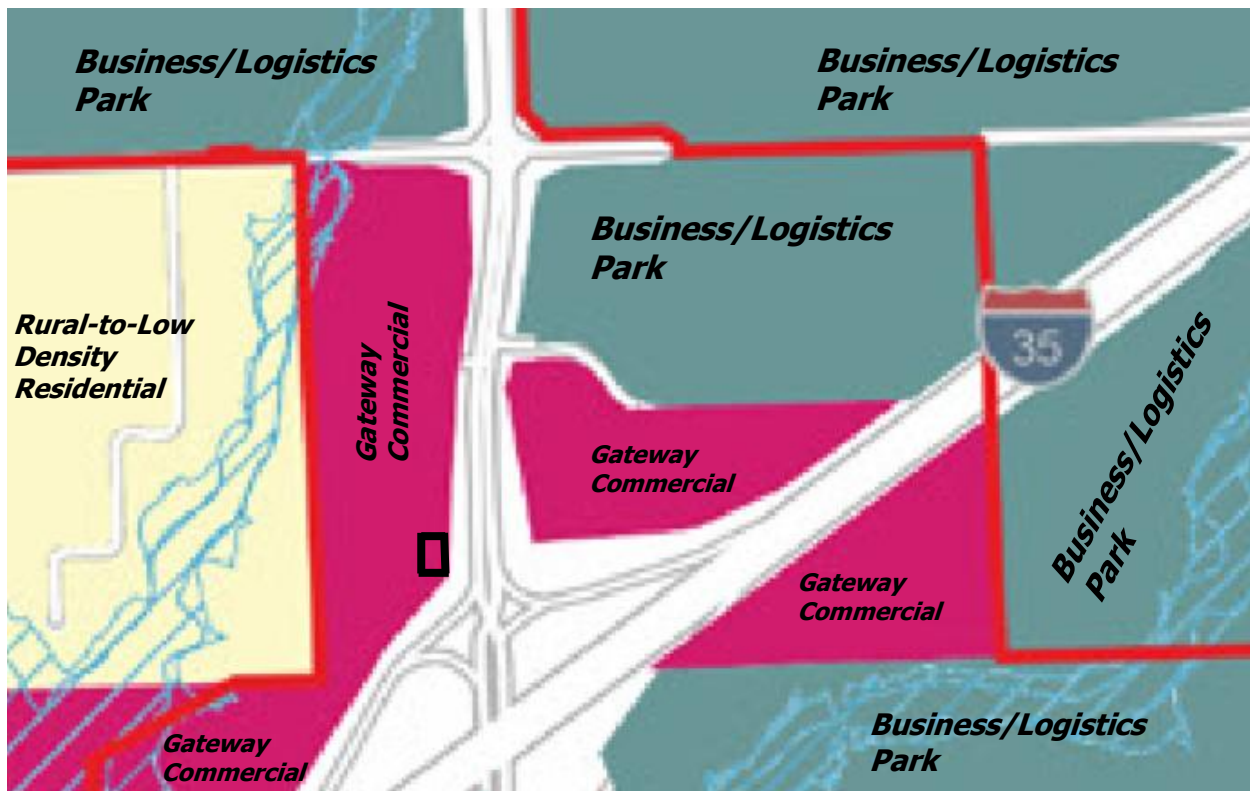 Business/Logistics
Park
Business/Logistics
Park
Business/Logistics
Park
Rural-to-Low
Density
Residential
Gateway
Commercial
35
Business/Logistics
Park
Gateway
Commercial
Gateway
Commercial
Business/Logistics
Park
Gateway
Commercial